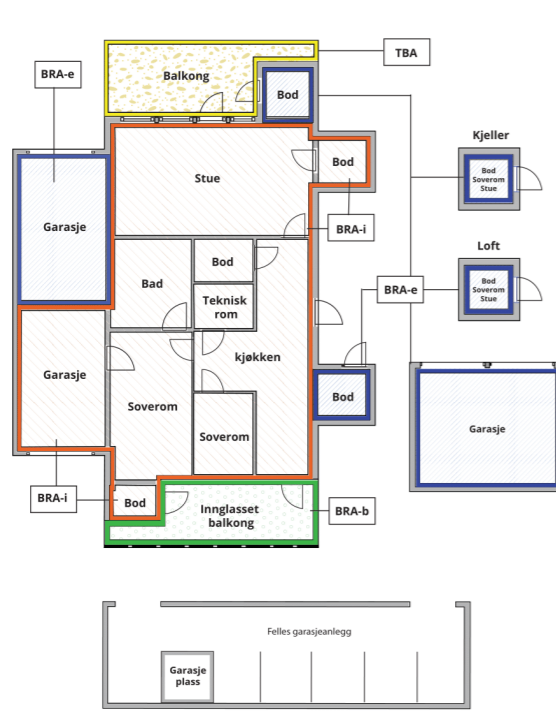 TBA
BRA-e
Balkong
Bod
Kjeller
Bod
Soverom
Stue
Bod
Stue
BRA-i
Garasje
Loft
Bod
Soverom
Stue
Bod
Bad
BRA-e
Teknisk
rom
kjøkken
Garasje
Soverom
Bod
Garasje
Soverom
BRA-i
Bod
Innglasset
balkong
BRA-b
Felles garasjeanlegg
Garasje
plass